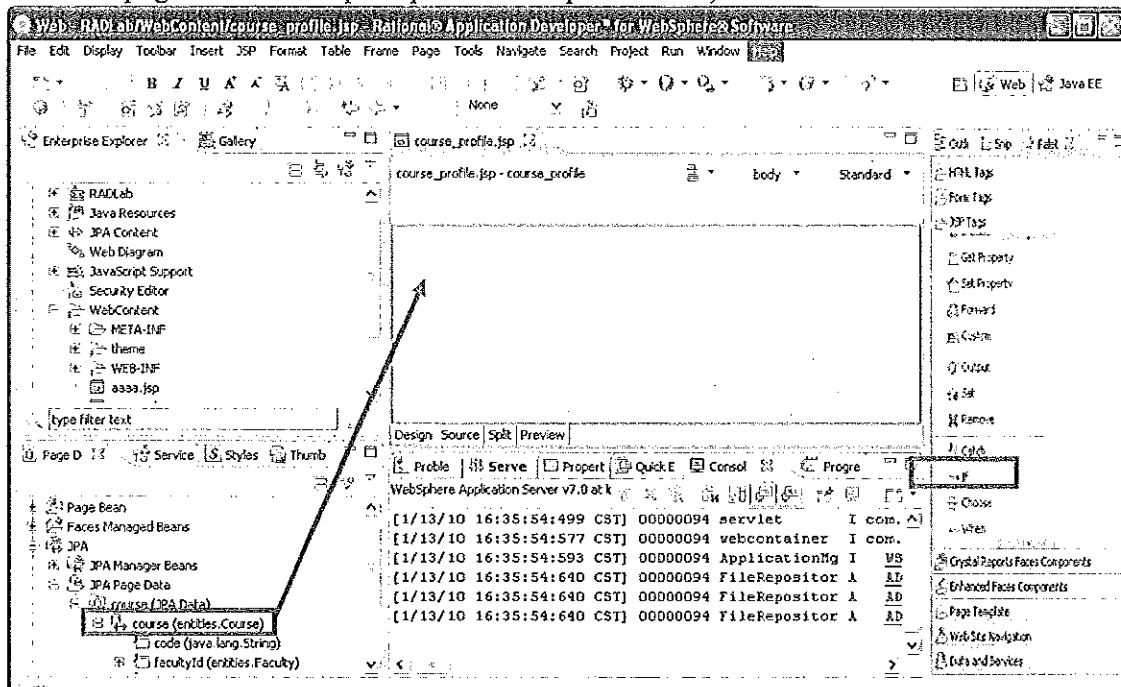 Web - RADLab/WebContent/course_profile.jsp - Rational® Application Developer™ for WebSphere® Software
File Edit Display Toolbar Insert JSP Format Table Frame Page Tools Navigate Search Project Run Window
B I U
Web Java EE
None
Enterprise Explorer Gallery
course_profile.jsp
course_profile.jsp - course_profile body Standard
RADLab
Java Resources
JPA Content
Web Diagram
JavaScript Support
Security Editor
WebContent
META-INF
theme
WEB-INF
aaaa.jsp
type filter text
Design Source Split Preview
HTML Tags
Form Tags
JSP Tags
Get Property
Set Property
Forward
Custom
Output
Set
Remove
Catch
If
Choose
When
Crystal Reports Faces Components
Enhanced Faces Components
Page Template
Web Site Navigation
Data and Services
Page D Service Styles Thumb
Page Bean
Faces Managed Beans
JPA
JPA Manager Beans
JPA Page Data
course (JPA Data)
course (entities.Course)
code (java.lang.String)
facultyId (entities.Faculty)
Proble Serve Propert Quick E Consol Progre
WebSphere Application Server v7.0 at k
[1/13/10 16:35:54:499 CST] 00000094 servlet I com.
[1/13/10 16:35:54:577 CST] 00000094 webcontainer I com.
[1/13/10 16:35:54:593 CST] 00000094 ApplicationMg I WS
[1/13/10 16:35:54:640 CST] 00000094 FileRepositor A AD
[1/13/10 16:35:54:640 CST] 00000094 FileRepositor A AD
[1/13/10 16:35:54:640 CST] 00000094 FileRepositor A AD